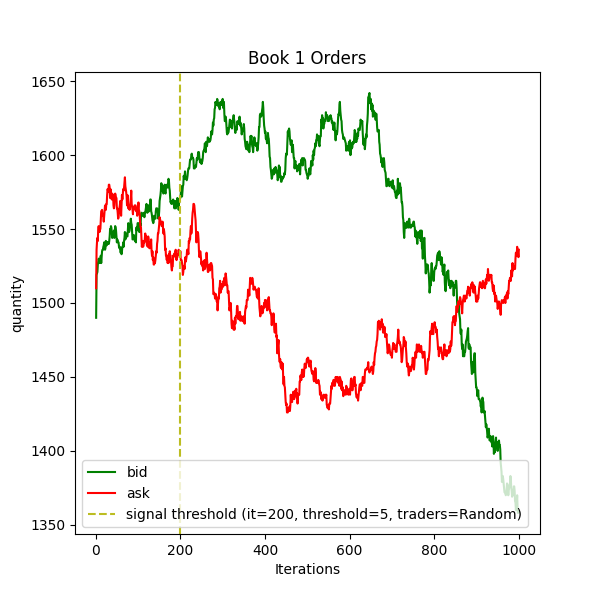 Book 1 Orders
quantity
1650
1600
1550
1500
1450
1400
1350
bid
ask
signal threshold (it=200, threshold=5, traders=Random)
0 200 400 600 800 1000
Iterations